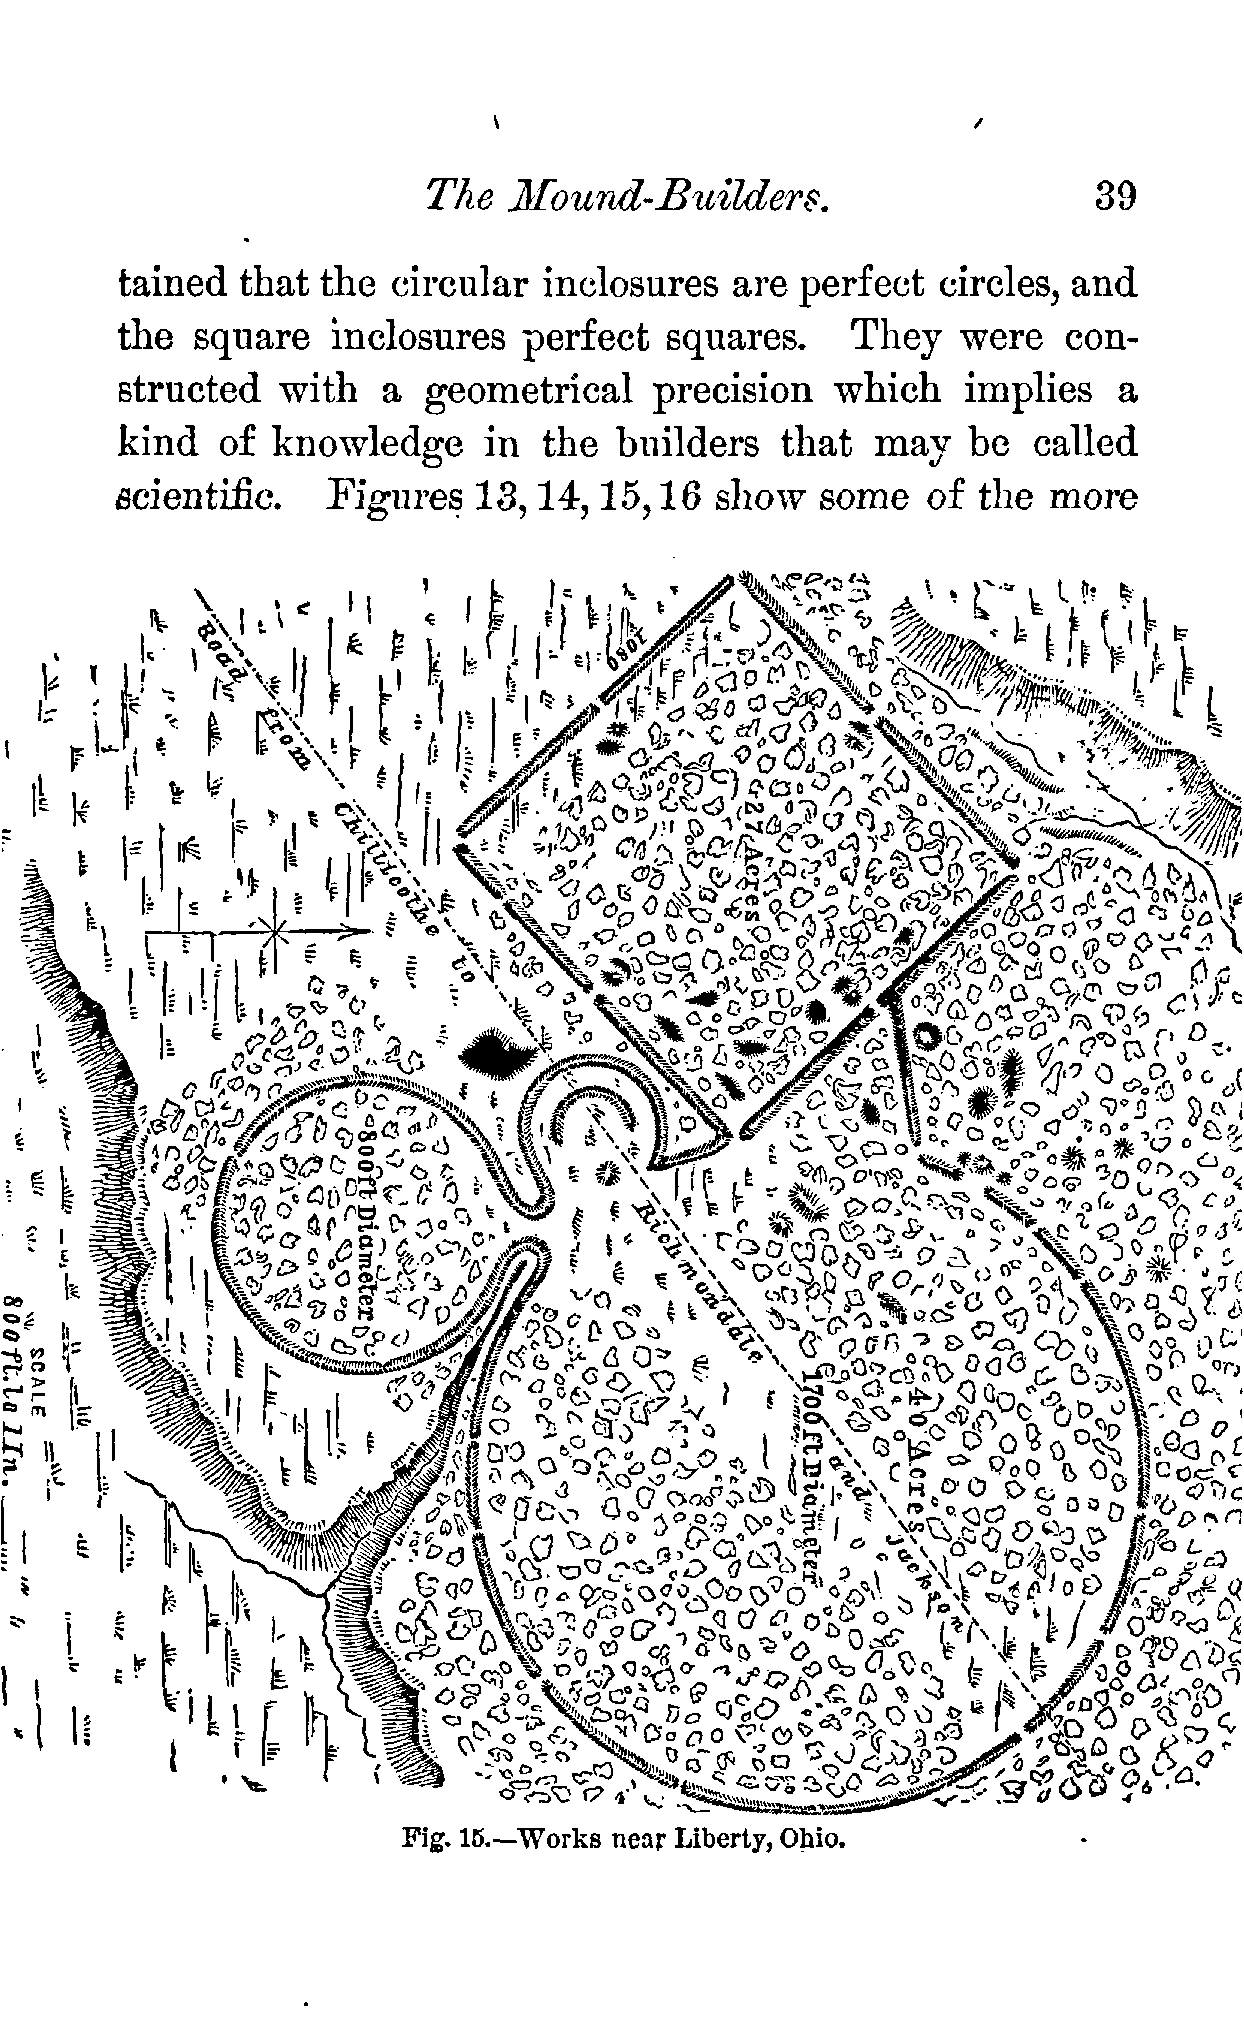 The Mound-Builders. 39
tained that the circular inclosures are perfect circles, and
the square inclosures perfect squares. They were con-
structed with a geometrical precision which implies a
kind of knowledge in the builders that may be called
scientific. Figures 13, 14, 15, 16 show some of the more
Road from Chillicothe to Richmondale and Jackson
1080
27 Acres
800 ft Diameter
1700 ft. Diameter
40 Acres
SCALE
800 ft to 1 In.
Fig. 15.—Works near Liberty, Ohio.